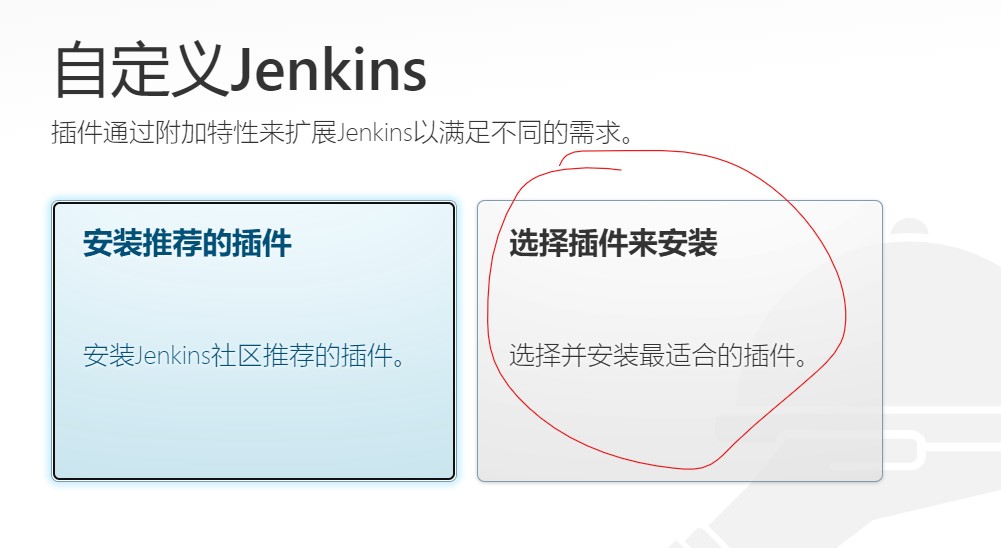 自定义Jenkins
插件通过附加特性来扩展Jenkins以满足不同的需求。
安装推荐的插件
安装Jenkins社区推荐的插件。
选择插件来安装
选择并安装最适合的插件。